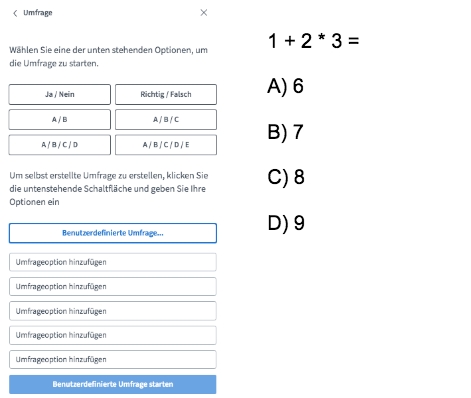 Umfrage
Wählen Sie eine der unten stehenden Optionen, um
die Umfrage zu starten.
Ja / Nein
Richtig / Falsch
A / B
A / B / C
A / B / C / D
A / B / C / D / E
Um selbst erstellte Umfrage zu erstellen, klicken Sie
die untenstehende Schaltfläche und geben Sie Ihre
Optionen ein
Benutzerdefinierte Umfrage...
Umfrageoption hinzufügen
Umfrageoption hinzufügen
Umfrageoption hinzufügen
Umfrageoption hinzufügen
Umfrageoption hinzufügen
Benutzerdefinierte Umfrage starten
1 + 2 * 3 =
A) 6
B) 7
C) 8
D) 9